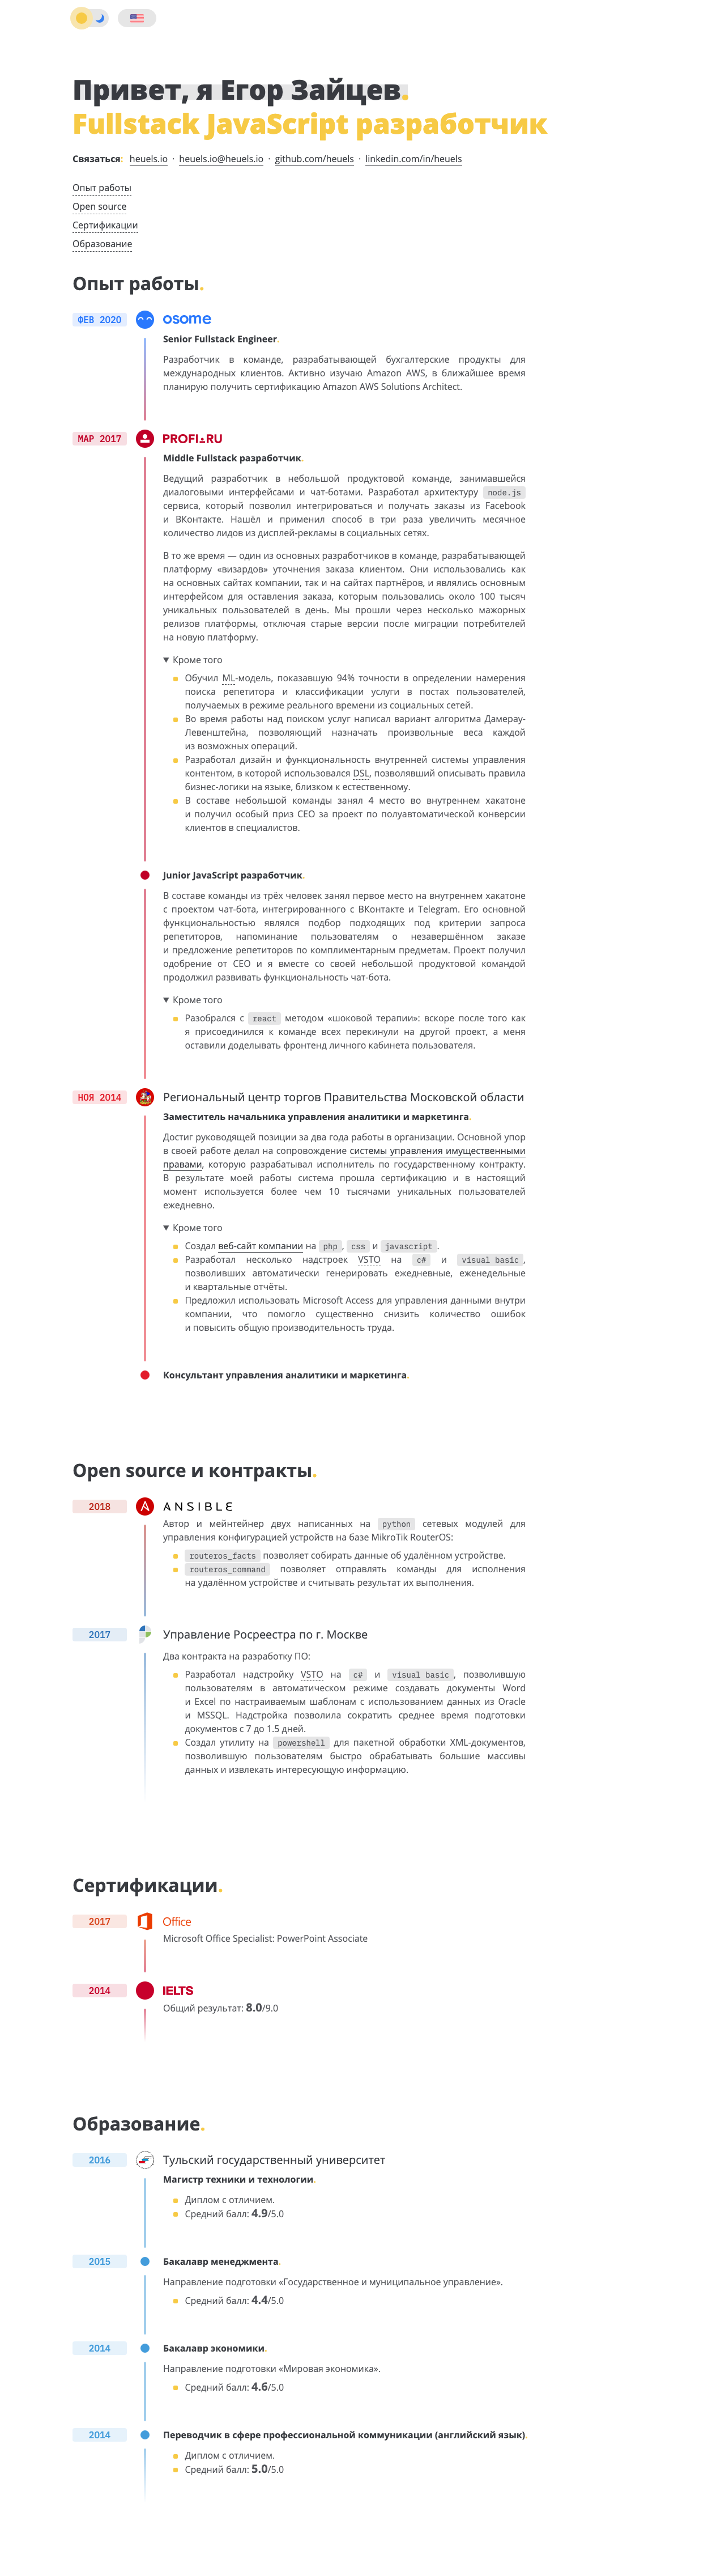 Привет, я Егор Зайцев.
Fullstack JavaScript разработчик
Связаться: heuels.io · heuels.io@heuels.io · github.com/heuels · linkedin.com/in/heuels
Опыт работы
Open source
Сертификации
Образование
Опыт работы.
ФЕВ 2020 osome
Senior Fullstack Engineer.
Разработчик в команде, разрабатывающей бухгалтерские продукты для
международных клиентов. Активно изучаю Amazon AWS, в ближайшее время
планирую получить сертификацию Amazon AWS Solutions Architect.
МАР 2017 PROFI.RU
Middle Fullstack разработчик.
Ведущий разработчик в небольшой продуктовой команде, занимавшейся
диалоговыми интерфейсами и чат-ботами. Разработал архитектуру node.js
сервиса, который позволил интегрироваться и получать заказы из Facebook
и ВКонтакте. Нашёл и применил способ в три раза увеличить месячное
количество лидов из дисплей-рекламы в социальных сетях.
В то же время — один из основных разработчиков в команде, разрабатывающей
платформу «визардов» уточнения заказа клиентом. Они использовались как
на основных сайтах компании, так и на сайтах партнёров, и являлись основным
интерфейсом для оставления заказа, которым пользовались около 100 тысяч
уникальных пользователей в день. Мы прошли через несколько мажорных
релизов платформы, отключая старые версии после миграции потребителей
на новую платформу.
▼ Кроме того
Обучил ML-модель, показавшую 94% точности в определении намерения
поиска репетитора и классификации услуги в постах пользователей,
получаемых в режиме реального времени из социальных сетей.
Во время работы над поиском услуг написал вариант алгоритма Дамерау-
Левенштейна, позволяющий назначать произвольные веса каждой
из возможных операций.
Разработал дизайн и функциональность внутренней системы управления
контентом, в которой использовался DSL, позволявший описывать правила
бизнес-логики на языке, близком к естественному.
В составе небольшой команды занял 4 место во внутреннем хакатоне
и получил особый приз CEO за проект по полуавтоматической конверсии
клиентов в специалистов.
Junior JavaScript разработчик.
В составе команды из трёх человек занял первое место на внутреннем хакатоне
с проектом чат-бота, интегрированного с ВКонтакте и Telegram. Его основной
функциональностью являлся подбор подходящих под критерии запроса
репетиторов, напоминание пользователям о незавершённом заказе
и предложение репетиторов по комплиментарным предметам. Проект получил
одобрение от CEO и я вместо со своей небольшой продуктовой командой
продолжил развивать функциональность чат-бота.
▼ Кроме того
Разобрался с react методом «шоковой терапии»: вскоре после того как
я присоединился к команде всех перекинули на другой проект, а меня
оставили доделывать фронтенд личного кабинета пользователя.
НОЯ 2014 Региональный центр торгов Правительства Московской области
Заместитель начальника управления аналитики и маркетинга.
Достиг руководящей позиции за два года работы в организации. Основной упор
в своей работе делал на сопровождение системы управления имущественными
правами, которую разрабатывал исполнитель по государственному контракту.
В результате моей работы система прошла сертификацию и в настоящий
момент используется более чем 10 тысячами уникальных пользователей
ежедневно.
▼ Кроме того
Создал веб-сайт компании на php, css и javascript.
Разработал несколько надстроек VSTO на c# и visual basic,
позволивших автоматически генерировать ежедневные, еженедельные
и квартальные отчёты.
Предложил использовать Microsoft Access для управления данными внутри
компании, что помогло существенно снизить количество ошибок
и повысить общую производительность труда.
Консультант управления аналитики и маркетинга.
Open source и контракты.
2018 ANSIBLE
Автор и мейнтейнер двух написанных на python сетевых модулей для
управления конфигурацией устройств на базе MikroTik RouterOS:
routeros_facts позволяет собирать данные об удалённом устройстве.
routeros_command позволяет отправлять команды для исполнения
на удалённом устройстве и считывать результат их выполнения.
2017 Управление Росреестра по г. Москве
Два контракта на разработку ПО:
Разработал надстройку VSTO на c# и visual basic, позволившую
пользователям в автоматическом режиме создавать документы Word
и Excel по настраиваемым шаблонам с использованием данных из Oracle
и MSSQL. Надстройка позволила сократить среднее время подготовки
документов с 7 до 1.5 дней.
Создал утилиту на powershell для пакетной обработки XML-документов,
позволившую пользователям быстро обрабатывать большие массивы
данных и извлекать интересующую информацию.
Сертификации.
2017 Office
Microsoft Office Specialist: PowerPoint Associate
2014 IELTS
Общий результат: 8.0/9.0
Образование.
2016 Тульский государственный университет
Магистр техники и технологии.
Диплом с отличием.
Средний балл: 4.9/5.0
2015 Бакалавр менеджмента.
Направление подготовки «Государственное и муниципальное управление».
Средний балл: 4.4/5.0
2014 Бакалавр экономики.
Направление подготовки «Мировая экономика».
Средний балл: 4.6/5.0
2014 Переводчик в сфере профессиональной коммуникации (английский язык).
Диплом с отличием.
Средний балл: 5.0/5.0